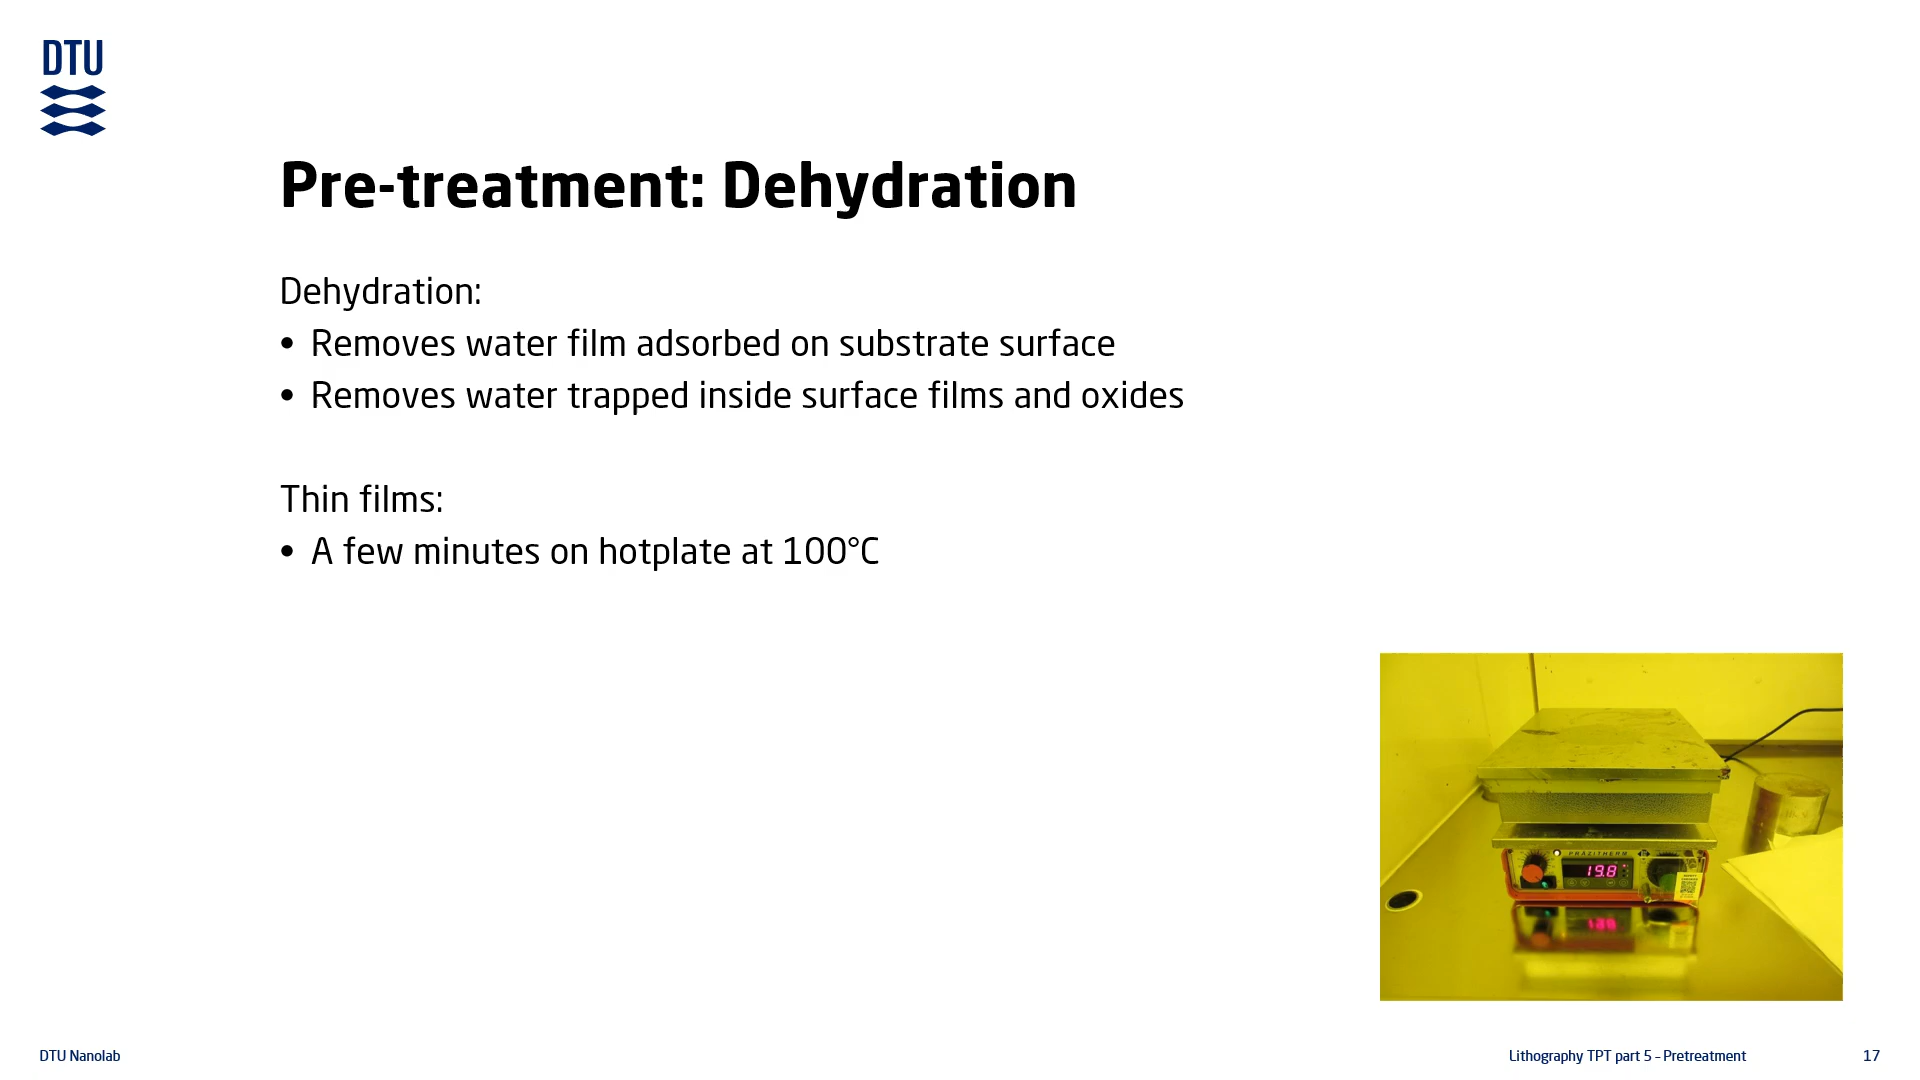 DTU
Pre-treatment: Dehydration
Dehydration:
• Removes water film adsorbed on substrate surface
• Removes water trapped inside surface films and oxides
Thin films:
• A few minutes on hotplate at 100°C
PRÄZITHERM
19.8
DTU Nanolab
Lithography TPT part 5 – Pretreatment
17